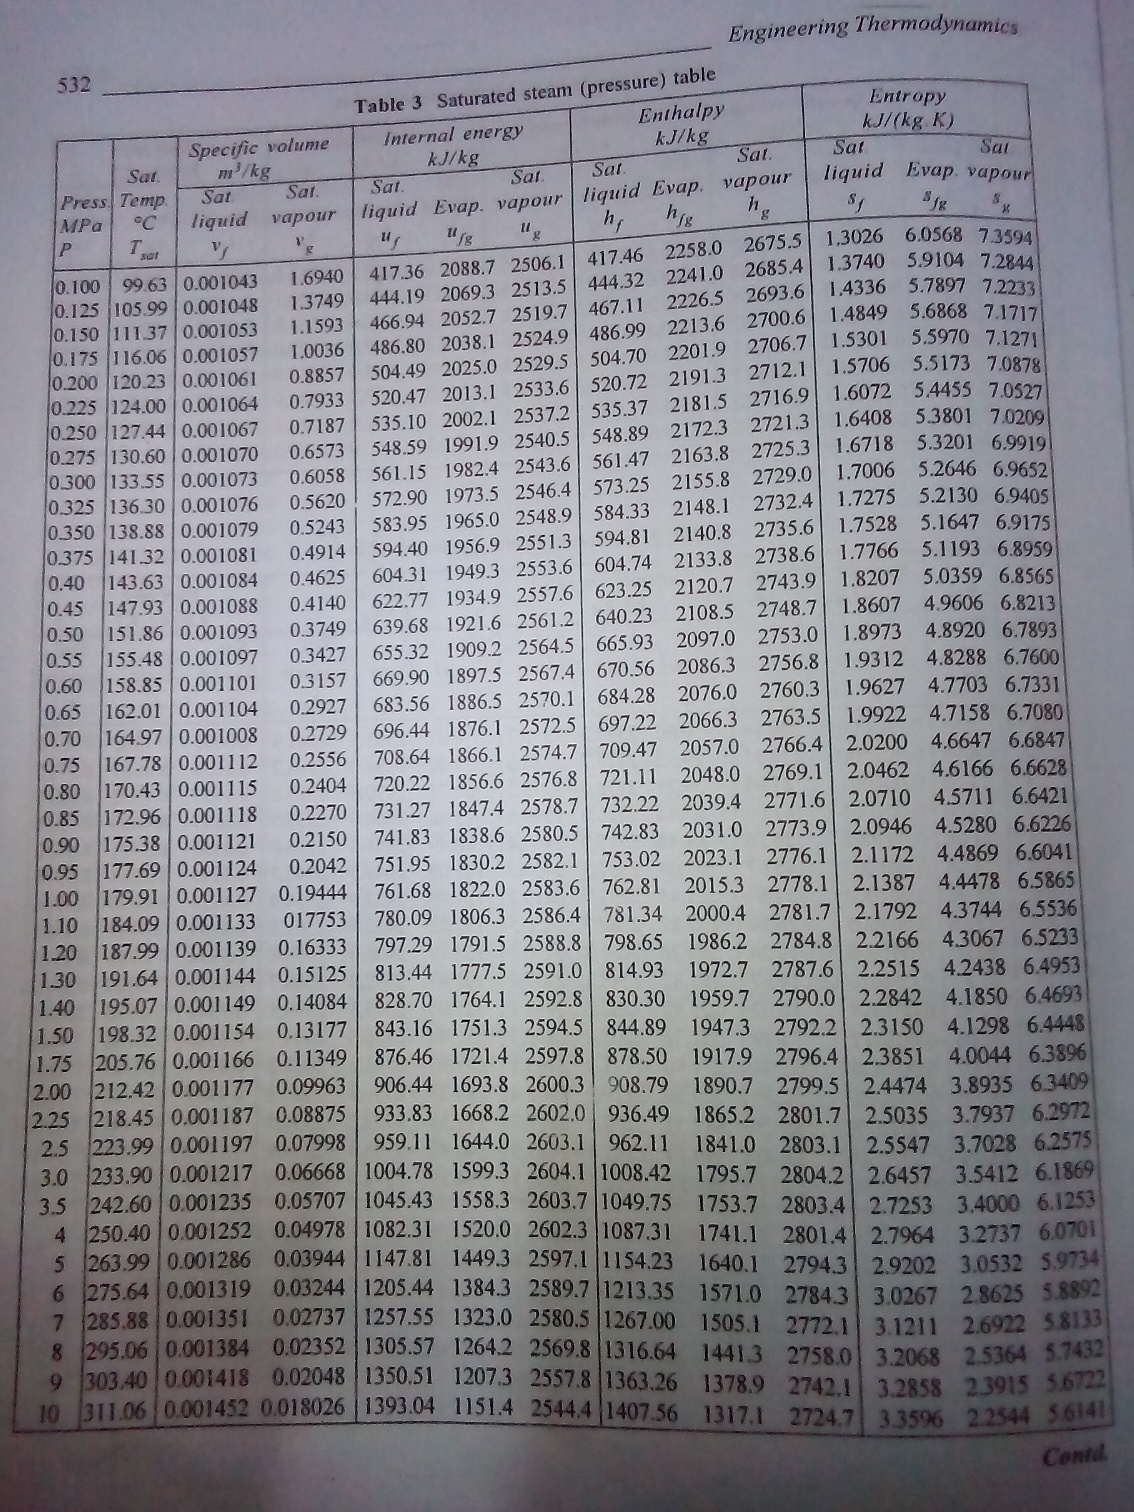 Engineering Thermodynamics
532
Table 3 Saturated steam (pressure) table
Specific volume m³/kg Internal energy kJ/kg Enthalpy kJ/kg Entropy kJ/(kg.K)
Press. MPa P Sat. Temp. °C Tsat Sat. liquid vf Sat. vapour vg Sat. liquid uf Evap. ufg Sat. vapour ug Sat. liquid hf Evap. hfg Sat. vapour hg Sat liquid sf Evap. sfg Sat vapour sg
0.100 99.63 0.001043 1.6940 417.36 2088.7 2506.1 417.46 2258.0 2675.5 1.3026 6.0568 7.3594
0.125 105.99 0.001048 1.3749 444.19 2069.3 2513.5 444.32 2241.0 2685.4 1.3740 5.9104 7.2844
0.150 111.37 0.001053 1.1593 466.94 2052.7 2519.7 467.11 2226.5 2693.6 1.4336 5.7897 7.2233
0.175 116.06 0.001057 1.0036 486.80 2038.1 2524.9 486.99 2213.6 2700.6 1.4849 5.6868 7.1717
0.200 120.23 0.001061 0.8857 504.49 2025.0 2529.5 504.70 2201.9 2706.7 1.5301 5.5970 7.1271
0.225 124.00 0.001064 0.7933 520.47 2013.1 2533.6 520.72 2191.3 2712.1 1.5706 5.5173 7.0878
0.250 127.44 0.001067 0.7187 535.10 2002.1 2537.2 535.37 2181.5 2716.9 1.6072 5.4455 7.0527
0.275 130.60 0.001070 0.6573 548.59 1991.9 2540.5 548.89 2172.3 2721.3 1.6408 5.3801 7.0209
0.300 133.55 0.001073 0.6058 561.15 1982.4 2543.6 561.47 2163.8 2725.3 1.6718 5.3201 6.9919
0.325 136.30 0.001076 0.5620 572.90 1973.5 2546.4 573.25 2155.8 2729.0 1.7006 5.2646 6.9652
0.350 138.88 0.001079 0.5243 583.95 1965.0 2548.9 584.33 2148.1 2732.4 1.7275 5.2130 6.9405
0.375 141.32 0.001081 0.4914 594.40 1956.9 2551.3 594.81 2140.8 2735.6 1.7528 5.1647 6.9175
0.40 143.63 0.001084 0.4625 604.31 1949.3 2553.6 604.74 2133.8 2738.6 1.7766 5.1193 6.8959
0.45 147.93 0.001088 0.4140 622.77 1934.9 2557.6 623.25 2120.7 2743.9 1.8207 5.0359 6.8565
0.50 151.86 0.001093 0.3749 639.68 1921.6 2561.2 640.23 2108.5 2748.7 1.8607 4.9606 6.8213
0.55 155.48 0.001097 0.3427 655.32 1909.2 2564.5 665.93 2097.0 2753.0 1.8973 4.8920 6.7893
0.60 158.85 0.001101 0.3157 669.90 1897.5 2567.4 670.56 2086.3 2756.8 1.9312 4.8288 6.7600
0.65 162.01 0.001104 0.2927 683.56 1886.5 2570.1 684.28 2076.0 2760.3 1.9627 4.7703 6.7331
0.70 164.97 0.001008 0.2729 696.44 1876.1 2572.5 697.22 2066.3 2763.5 1.9922 4.7158 6.7080
0.75 167.78 0.001112 0.2556 708.64 1866.1 2574.7 709.47 2057.0 2766.4 2.0200 4.6647 6.6847
0.80 170.43 0.001115 0.2404 720.22 1856.6 2576.8 721.11 2048.0 2769.1 2.0462 4.6166 6.6628
0.85 172.96 0.001118 0.2270 731.27 1847.4 2578.7 732.22 2039.4 2771.6 2.0710 4.5711 6.6421
0.90 175.38 0.001121 0.2150 741.83 1838.6 2580.5 742.83 2031.0 2773.9 2.0946 4.5280 6.6226
0.95 177.69 0.001124 0.2042 751.95 1830.2 2582.1 753.02 2023.1 2776.1 2.1172 4.4869 6.6041
1.00 179.91 0.001127 0.19444 761.68 1822.0 2583.6 762.81 2015.3 2778.1 2.1387 4.4478 6.5865
1.10 184.09 0.001133 017753 780.09 1806.3 2586.4 781.34 2000.4 2781.7 2.1792 4.3744 6.5536
1.20 187.99 0.001139 0.16333 797.29 1791.5 2588.8 798.65 1986.2 2784.8 2.2166 4.3067 6.5233
1.30 191.64 0.001144 0.15125 813.44 1777.5 2591.0 814.93 1972.7 2787.6 2.2515 4.2438 6.4953
1.40 195.07 0.001149 0.14084 828.70 1764.1 2592.8 830.30 1959.7 2790.0 2.2842 4.1850 6.4693
1.50 198.32 0.001154 0.13177 843.16 1751.3 2594.5 844.89 1947.3 2792.2 2.3150 4.1298 6.4448
1.75 205.76 0.001166 0.11349 876.46 1721.4 2597.8 878.50 1917.9 2796.4 2.3851 4.0044 6.3896
2.00 212.42 0.001177 0.09963 906.44 1693.8 2600.3 908.79 1890.7 2799.5 2.4474 3.8935 6.3409
2.25 218.45 0.001187 0.08875 933.83 1668.2 2602.0 936.49 1865.2 2801.7 2.5035 3.7937 6.2972
2.5 223.99 0.001197 0.07998 959.11 1644.0 2603.1 962.11 1841.0 2803.1 2.5547 3.7028 6.2575
3.0 233.90 0.001217 0.06668 1004.78 1599.3 2604.1 1008.42 1795.7 2804.2 2.6457 3.5412 6.1869
3.5 242.60 0.001235 0.05707 1045.43 1558.3 2603.7 1049.75 1753.7 2803.4 2.7253 3.4000 6.1253
4 250.40 0.001252 0.04978 1082.31 1520.0 2602.3 1087.31 1741.1 2801.4 2.7964 3.2737 6.0701
5 263.99 0.001286 0.03944 1147.81 1449.3 2597.1 1154.23 1640.1 2794.3 2.9202 3.0532 5.9734
6 275.64 0.001319 0.03244 1205.44 1384.3 2589.7 1213.35 1571.0 2784.3 3.0267 2.8625 5.8892
7 285.88 0.001351 0.02737 1257.55 1323.0 2580.5 1267.00 1505.1 2772.1 3.1211 2.6922 5.8133
8 295.06 0.001384 0.02352 1305.57 1264.2 2569.8 1316.64 1441.3 2758.0 3.2068 2.5364 5.7432
9 303.40 0.001418 0.02048 1350.51 1207.3 2557.8 1363.26 1378.9 2742.1 3.2858 2.3915 5.6722
10 311.06 0.001452 0.018026 1393.04 1151.4 2544.4 1407.56 1317.1 2724.7 3.3596 2.2544 5.6141
Contd.